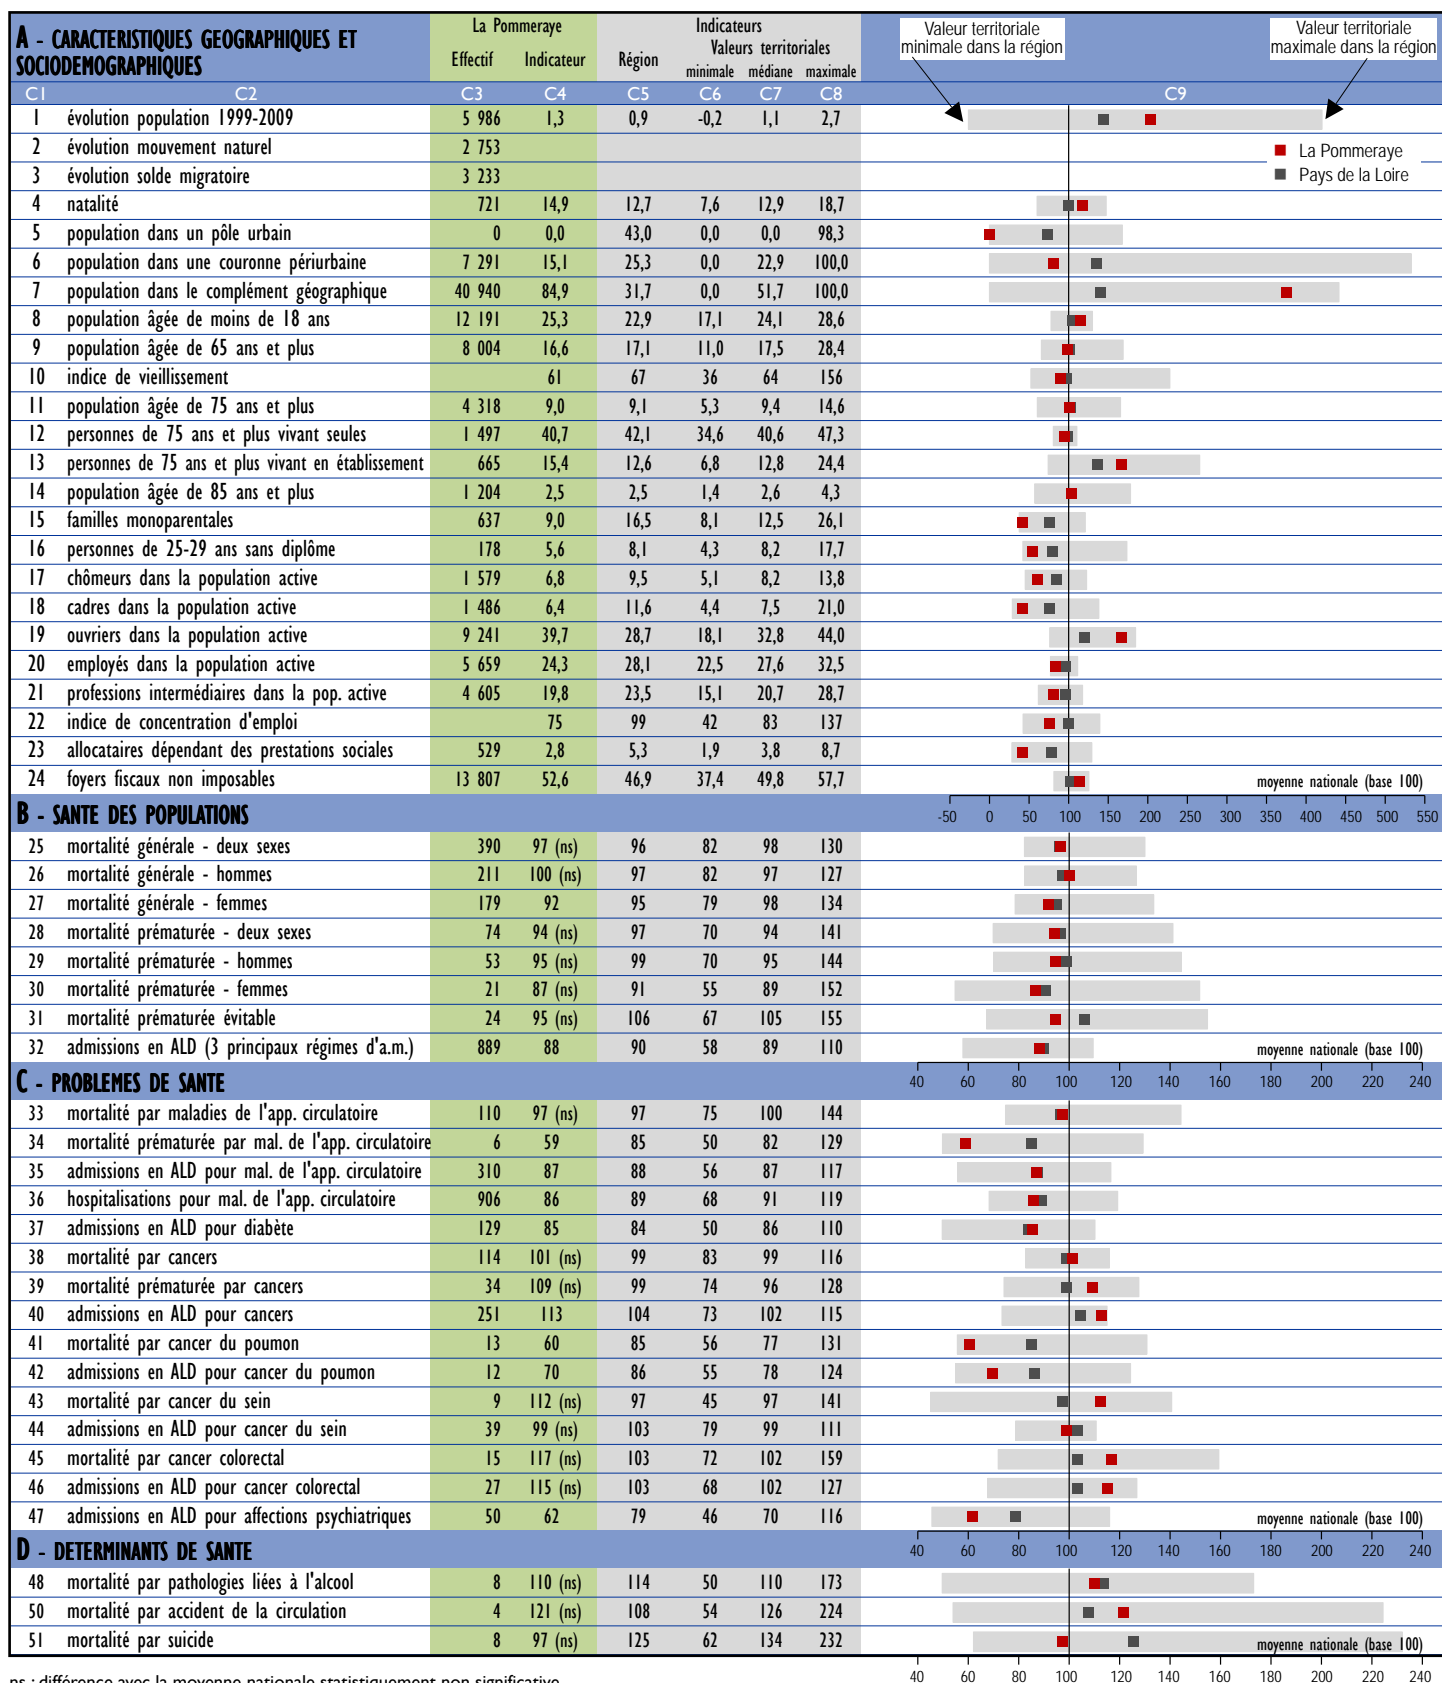 A - CARACTERISTIQUES GEOGRAPHIQUES ET SOCIODEMOGRAPHIQUES
La Pommeraye
Effectif Indicateur
Indicateurs
Région Valeurs territoriales
minimale médiane maxmale
Valeur territoriale
minimale dans la région
Valeur territoriale
maximale dans la région
C1 C2 C3 C4 C5 C6 C7 C8 C9
1 évolution population 1999-2009 5 986 1,3 0,9 -0,2 1,1 2,7
2 évolution mouvement naturel 2 753
3 évolution solde migratoire 3 233
La Pommeraye
Pays de la Loire
4 natalité 721 14,9 12,7 7,6 12,9 18,7
5 population dans un pôle urbain 0 0,0 43,0 0,0 0,0 98,3
6 population dans une couronne périurbaine 7 291 15,1 25,3 0,0 22,9 100,0
7 population dans le complément géographique 40 940 84,9 31,7 0,0 51,7 100,0
8 population âgée de moins de 18 ans 12 191 25,3 22,9 17,1 24,1 28,6
9 population âgée de 65 ans et plus 8 004 16,6 17,1 11,0 17,5 28,4
10 indice de vieillissement 61 67 36 64 156
11 population âgée de 75 ans et plus 4 318 9,0 9,1 5,3 9,4 14,6
12 personnes de 75 ans et plus vivant seules 1 497 40,7 42,1 34,6 40,6 47,3
13 personnes de 75 ans et plus vivant en établissement 665 15,4 12,6 6,8 12,8 24,4
14 population âgée de 85 ans et plus 1 204 2,5 2,5 1,4 2,6 4,3
15 familles monoparentales 637 9,0 16,5 8,1 12,5 26,1
16 personnes de 25-29 ans sans diplôme 178 5,6 8,1 4,3 8,2 17,7
17 chômeurs dans la population active 1 579 6,8 9,5 5,1 8,2 13,8
18 cadres dans la population active 1 486 6,4 11,6 4,4 7,5 21,0
19 ouvriers dans la population active 9 241 39,7 28,7 18,1 32,8 44,0
20 employés dans la population active 5 659 24,3 28,1 22,5 27,6 32,5
21 professions intermédiaires dans la pop. active 4 605 19,8 23,5 15,1 20,7 28,7
22 indice de concentration d'emploi 75 99 42 83 137
23 allocataires dépendant des prestations sociales 529 2,8 5,3 1,9 3,8 8,7
24 foyers fiscaux non imposables 13 807 52,6 46,9 37,4 49,8 57,7 moyenne nationale (base 100)
B - SANTE DES POPULATIONS -50 0 50 100 150 200 250 300 350 400 450 500 550
25 mortalité générale - deux sexes 390 97 (ns) 96 82 98 130
26 mortalité générale - hommes 211 100 (ns) 97 82 97 127
27 mortalité générale - femmes 179 92 95 79 98 134
28 mortalité prématurée - deux sexes 74 94 (ns) 97 70 94 141
29 mortalité prématurée - hommes 53 95 (ns) 99 70 95 144
30 mortalité prématurée - femmes 21 87 (ns) 91 55 89 152
31 mortalité prématurée évitable 24 95 (ns) 106 67 105 155
32 admissions en ALD (3 principaux régimes d'a.m.) 889 88 90 58 89 110 moyenne nationale (base 100)
C - PROBLEMES DE SANTE 40 60 80 100 120 140 160 180 200 220 240
33 mortalité par maladies de l'app. circulatoire 110 97 (ns) 97 75 100 144
34 mortalité prématurée par mal. de l'app. circulatoire 6 59 85 50 82 129
35 admissions en ALD pour mal. de l'app. circulatoire 310 87 88 56 87 117
36 hospitalisations pour mal. de l'app. circulatoire 906 86 89 68 91 119
37 admissions en ALD pour diabète 129 85 84 50 86 110
38 mortalité par cancers 114 101 (ns) 99 83 99 116
39 mortalité prématurée par cancers 34 109 (ns) 99 74 96 128
40 admissions en ALD pour cancers 251 113 104 73 102 115
41 mortalité par cancer du poumon 13 60 85 56 77 131
42 admissions en ALD pour cancer du poumon 12 70 86 55 78 124
43 mortalité par cancer du sein 9 112 (ns) 97 45 97 141
44 admissions en ALD pour cancer du sein 39 99 (ns) 103 79 99 111
45 mortalité par cancer colorectal 15 117 (ns) 103 72 102 159
46 admissions en ALD pour cancer colorectal 27 115 (ns) 103 68 102 127
47 admissions en ALD pour affections psychiatriques 50 62 79 46 70 116 moyenne nationale (base 100)
D - DETERMINANTS DE SANTE 40 60 80 100 120 140 160 180 200 220 240
48 mortalité par pathologies liées à l'alcool 8 110 (ns) 114 50 110 173
50 mortalité par accident de la circulation 4 121 (ns) 108 54 126 224
51 mortalité par suicide 8 97 (ns) 125 62 134 232 moyenne nationale (base 100)
40 60 80 100 120 140 160 180 200 220 240
ns : différence avec la moyenne nationale statistiquement non significative